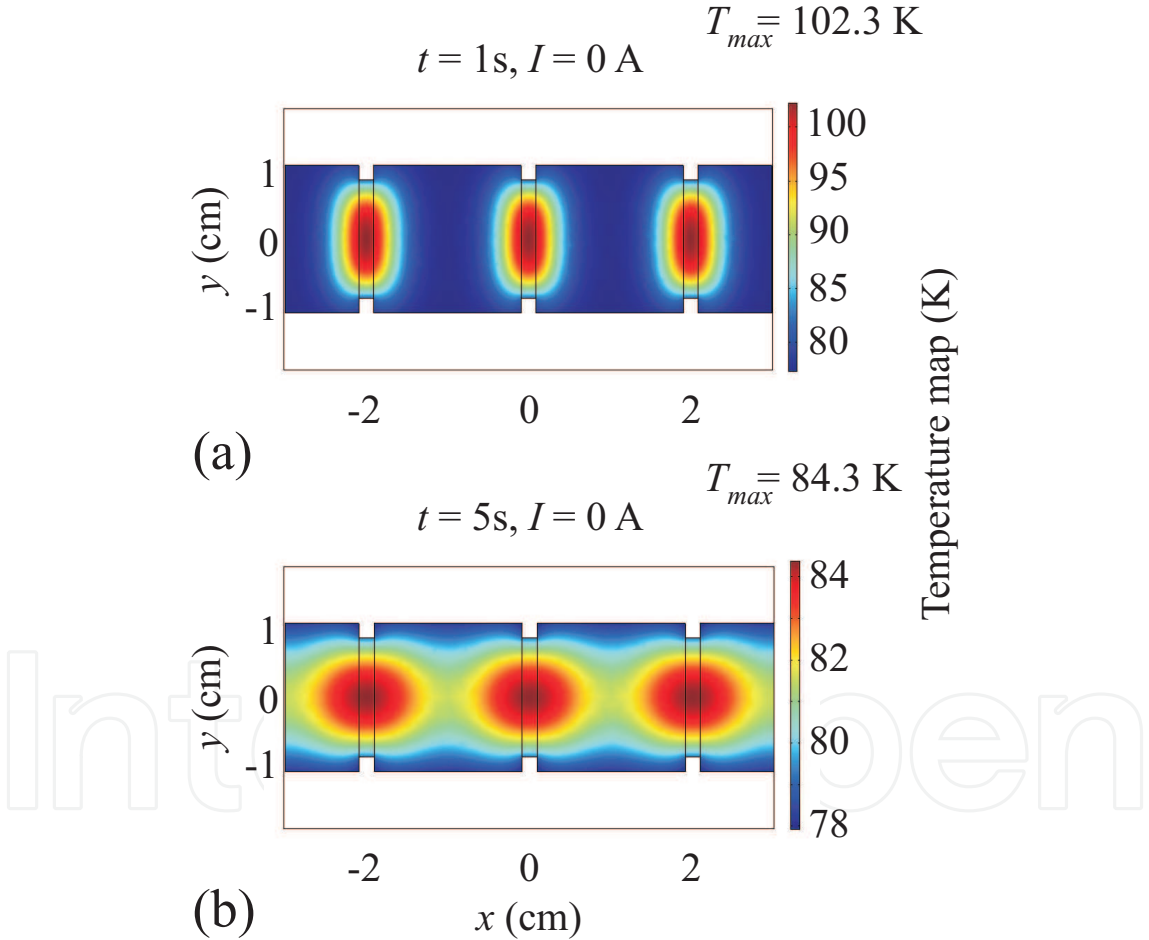 T_max = 102.3 K
t = 1s, I = 0 A
100
95
90
85
80
1
0
-1
y (cm)
-2 0 2
(a)
Temperature map (K)
T_max = 84.3 K
t = 5s, I = 0 A
84
82
80
78
1
0
-1
y (cm)
-2 0 2
(b)
x (cm)